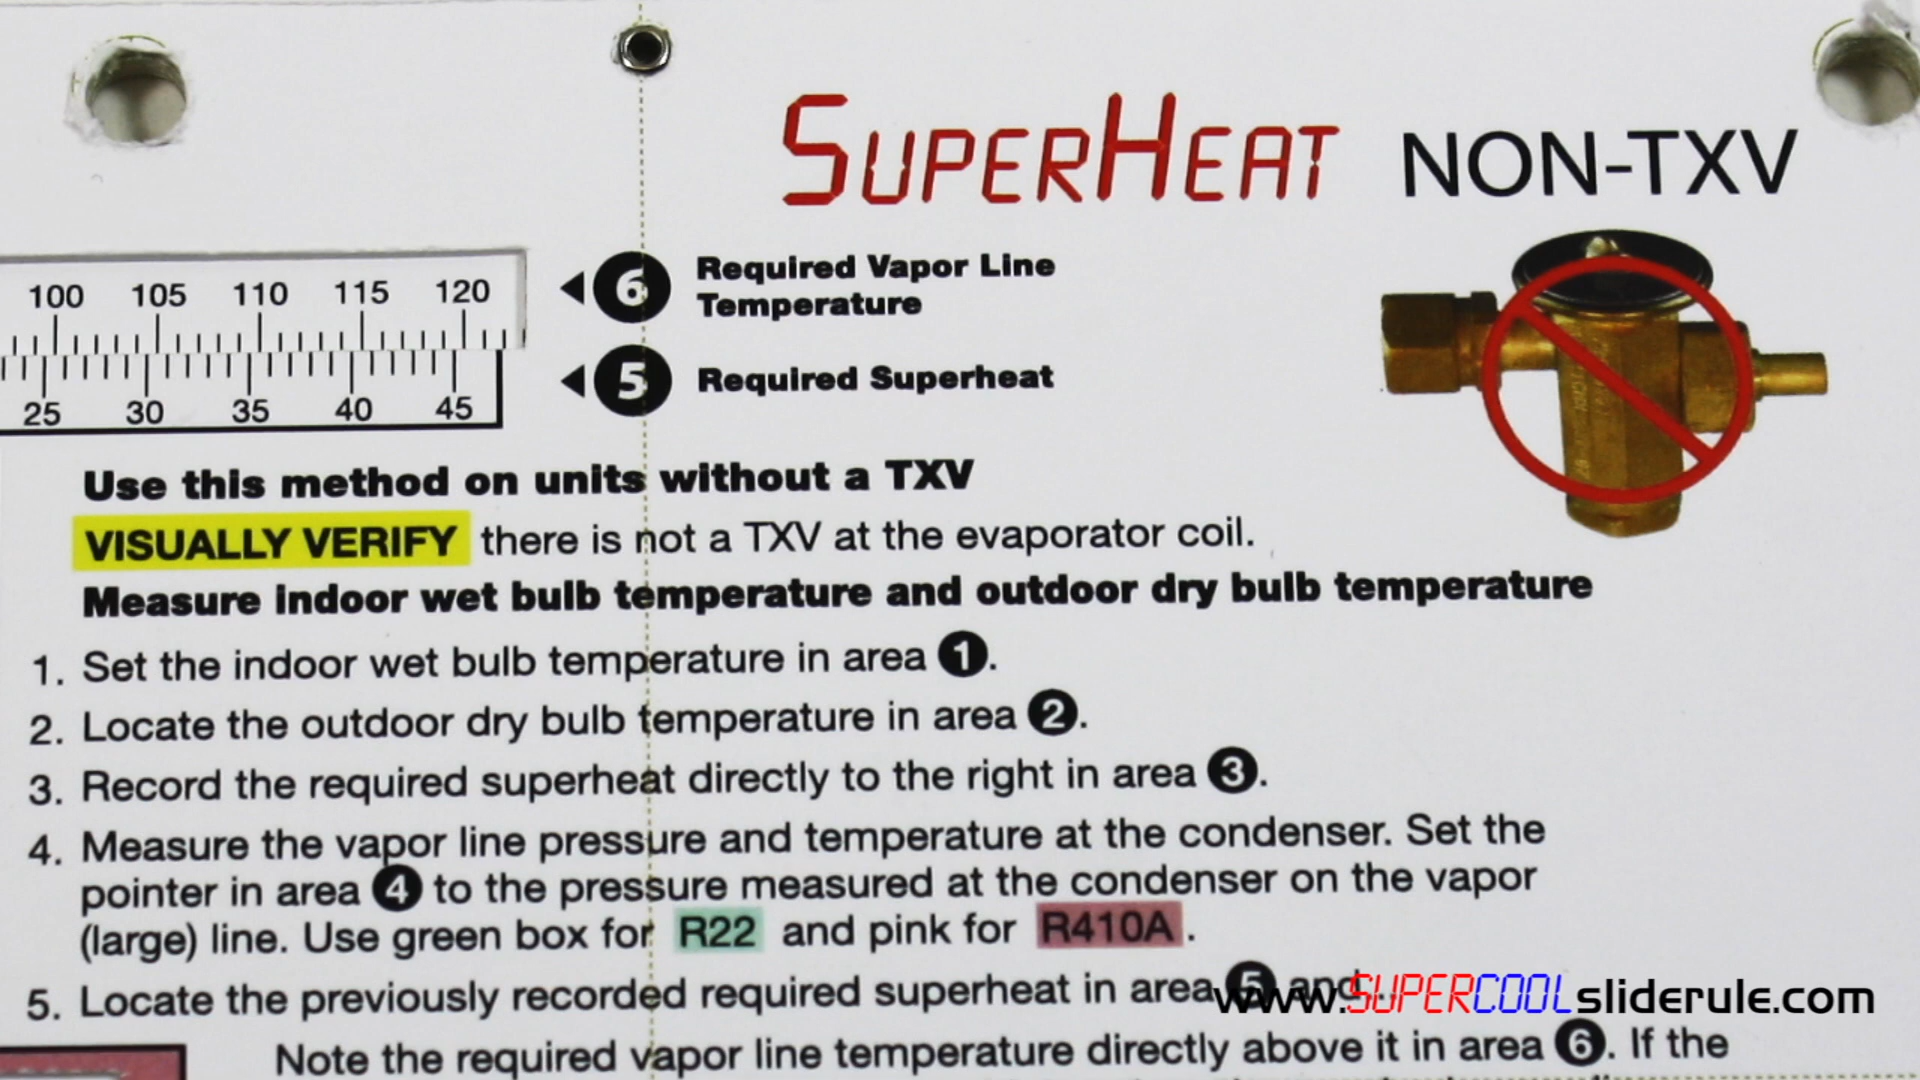 SUPERHEAT NON-TXV
100 105 110 115 120
6 Required Vapor Line
Temperature
5 Required Superheat
25 30 35 40 45
Use this method on units without a TXV
VISUALLY VERIFY there is not a TXV at the evaporator coil.
Measure indoor wet bulb temperature and outdoor dry bulb temperature
1. Set the indoor wet bulb temperature in area 1.
2. Locate the outdoor dry bulb temperature in area 2.
3. Record the required superheat directly to the right in area 3.
4. Measure the vapor line pressure and temperature at the condenser. Set the
pointer in area 4 to the pressure measured at the condenser on the vapor
(large) line. Use green box for R22 and pink for R410A.
5. Locate the previously recorded required superheat in area 5 and
www.SUPERCOOLsliderule.com
Note the required vapor line temperature directly above it in area 6. If the